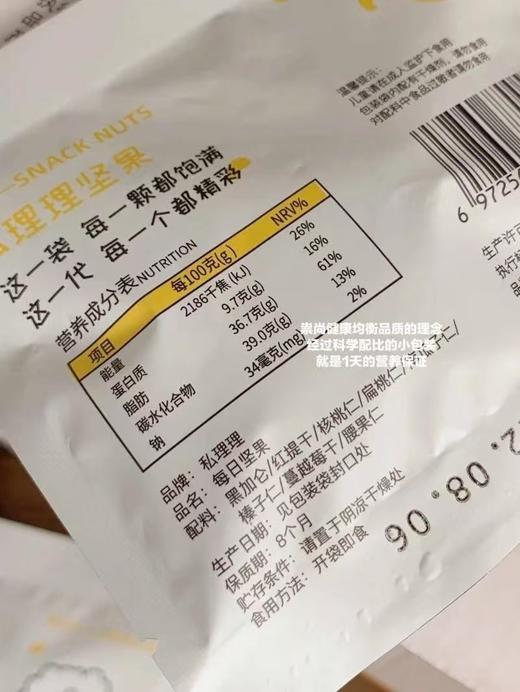 温馨提示:
儿童请在成人监护下食用
包装袋内配有干燥剂，请勿食用
对配料中食品过敏者请勿食用
SNACK NUTS
理理坚果
这一袋 每一颗都饱满
这一代 每一个都精彩
营养成分表NUTRITION
项目 每100克(g) NRV%
能量 2186千焦(kJ) 26%
蛋白质 9.7克(g) 16%
脂肪 36.7克(g) 61%
碳水化合物 39.0克(g) 13%
钠 34毫克(mg) 2%
崇尚健康均衡品质的理念
经过科学配比的小包装
就是1天的营养保证
品牌: 私理理
品名: 每日坚果
配料: 黑加仑/红提干/核桃仁/扁桃仁/
榛子仁/蔓越莓干/腰果仁
生产日期: 见包装袋封口处
保质期: 8个月
贮存条件: 请置于阴凉干燥处
食用方法: 开袋即食
6 9725
生产许可
执行标
2.08.06